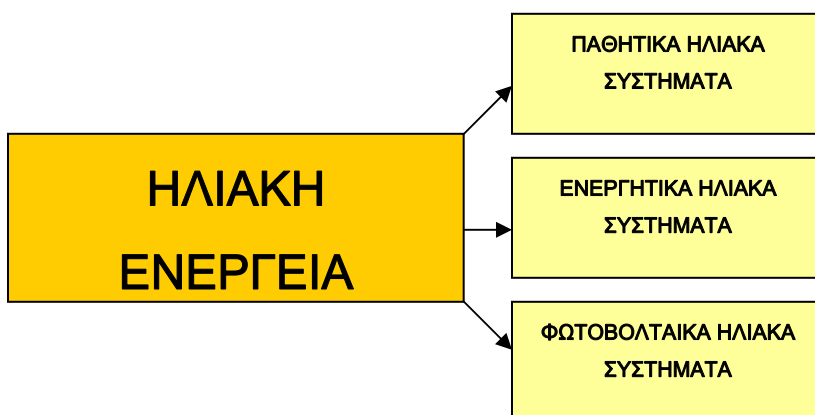 ΗΛΙΑΚΗ
ΕΝΕΡΓΕΙΑ
ΠΑΘΗΤΙΚΑ ΗΛΙΑΚΑ
ΣΥΣΤΗΜΑΤΑ
ΕΝΕΡΓΗΤΙΚΑ ΗΛΙΑΚΑ
ΣΥΣΤΗΜΑΤΑ
ΦΩΤΟΒΟΛΤΑΙΚΑ ΗΛΙΑΚΑ
ΣΥΣΤΗΜΑΤΑ